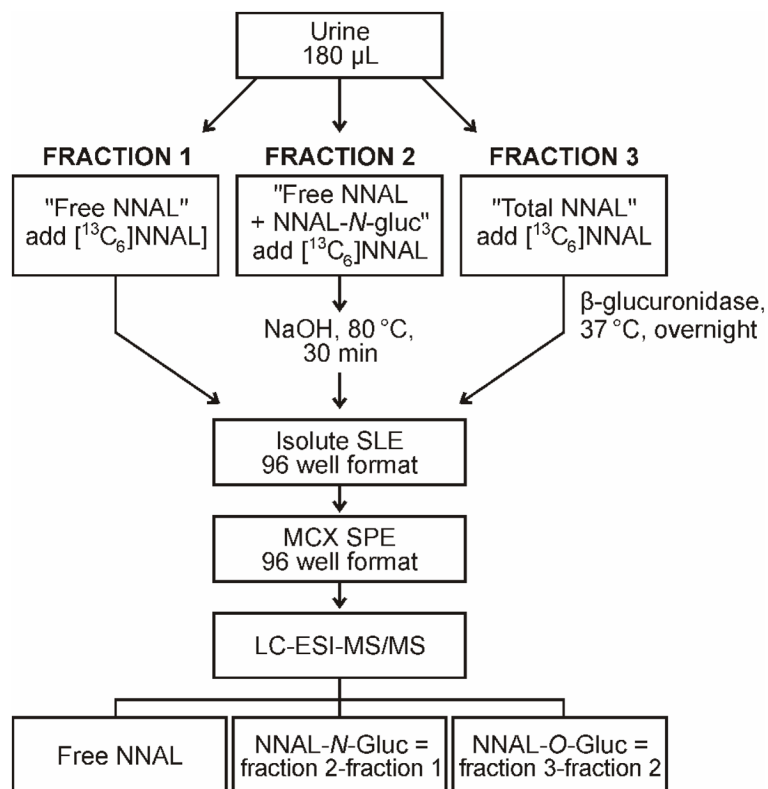 Urine
180 µL
FRACTION 1
"Free NNAL"
add [¹³C₆]NNAL]
FRACTION 2
"Free NNAL
+ NNAL-N-gluc"
add [¹³C₆]NNAL
FRACTION 3
"Total NNAL"
add [¹³C₆]NNAL
NaOH, 80 °C,
30 min
β-glucuronidase,
37 °C, overnight
Isolute SLE
96 well format
MCX SPE
96 well format
LC-ESI-MS/MS
Free NNAL
NNAL-N-Gluc =
fraction 2-fraction 1
NNAL-O-Gluc =
fraction 3-fraction 2